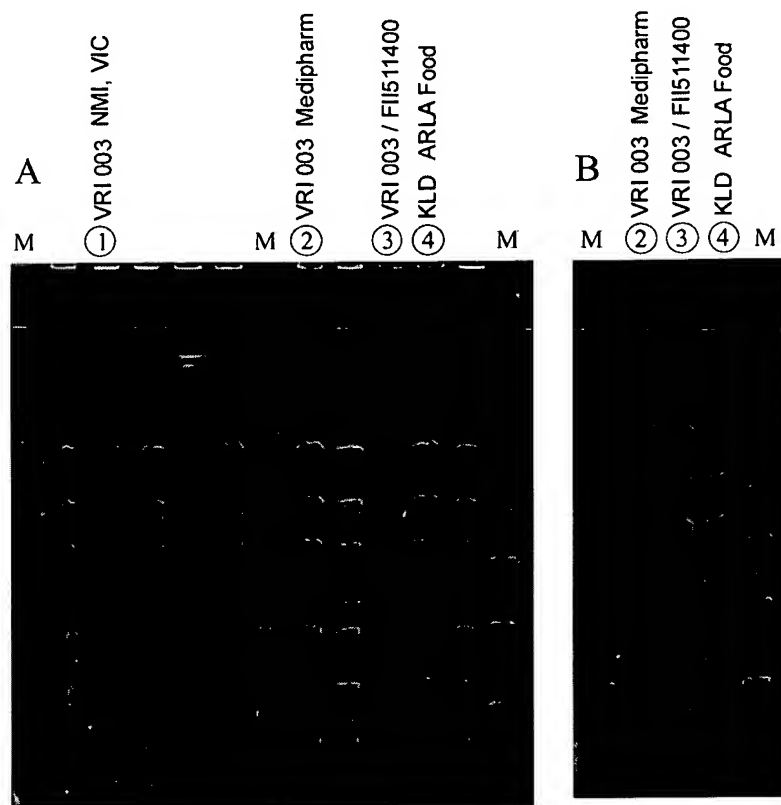 A
M
① VRI 003 NMI, VIC
M
② VRI 003 Medipharm
③ VRI 003 / FII511400
④ KLD ARLA Food
M
B
M
② VRI 003 Medipharm
③ VRI 003 / FII511400
④ KLD ARLA Food
M